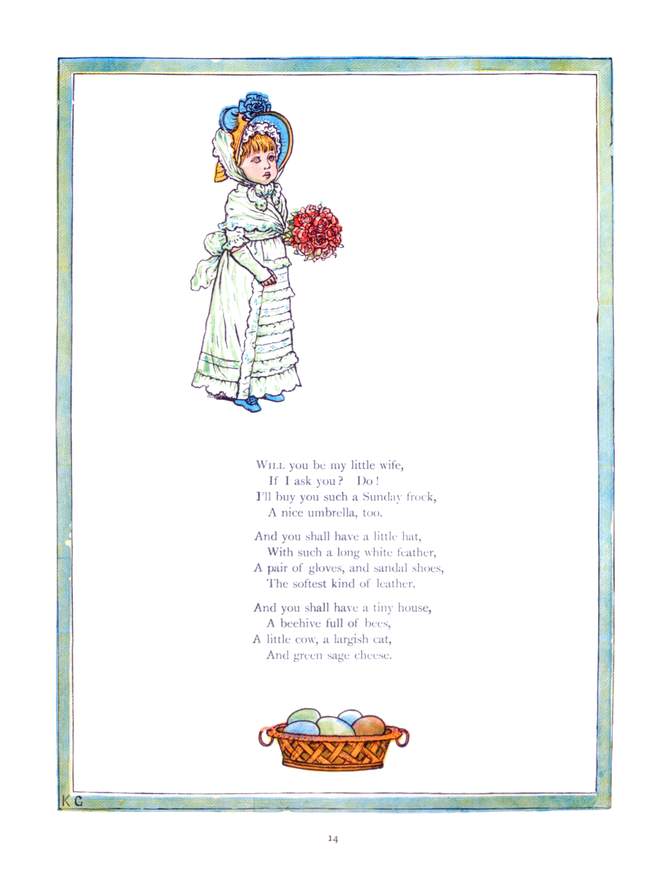 WILL you be my little wife,
If I ask you? Do!
I'll buy you such a Sunday frock,
A nice umbrella, too.
And you shall have a little hat,
With such a long white feather,
A pair of gloves, and sandal shoes,
The softest kind of leather.
And you shall have a tiny house,
A beehive full of bees,
A little cow, a largish cat,
And green sage cheese.
K G
14